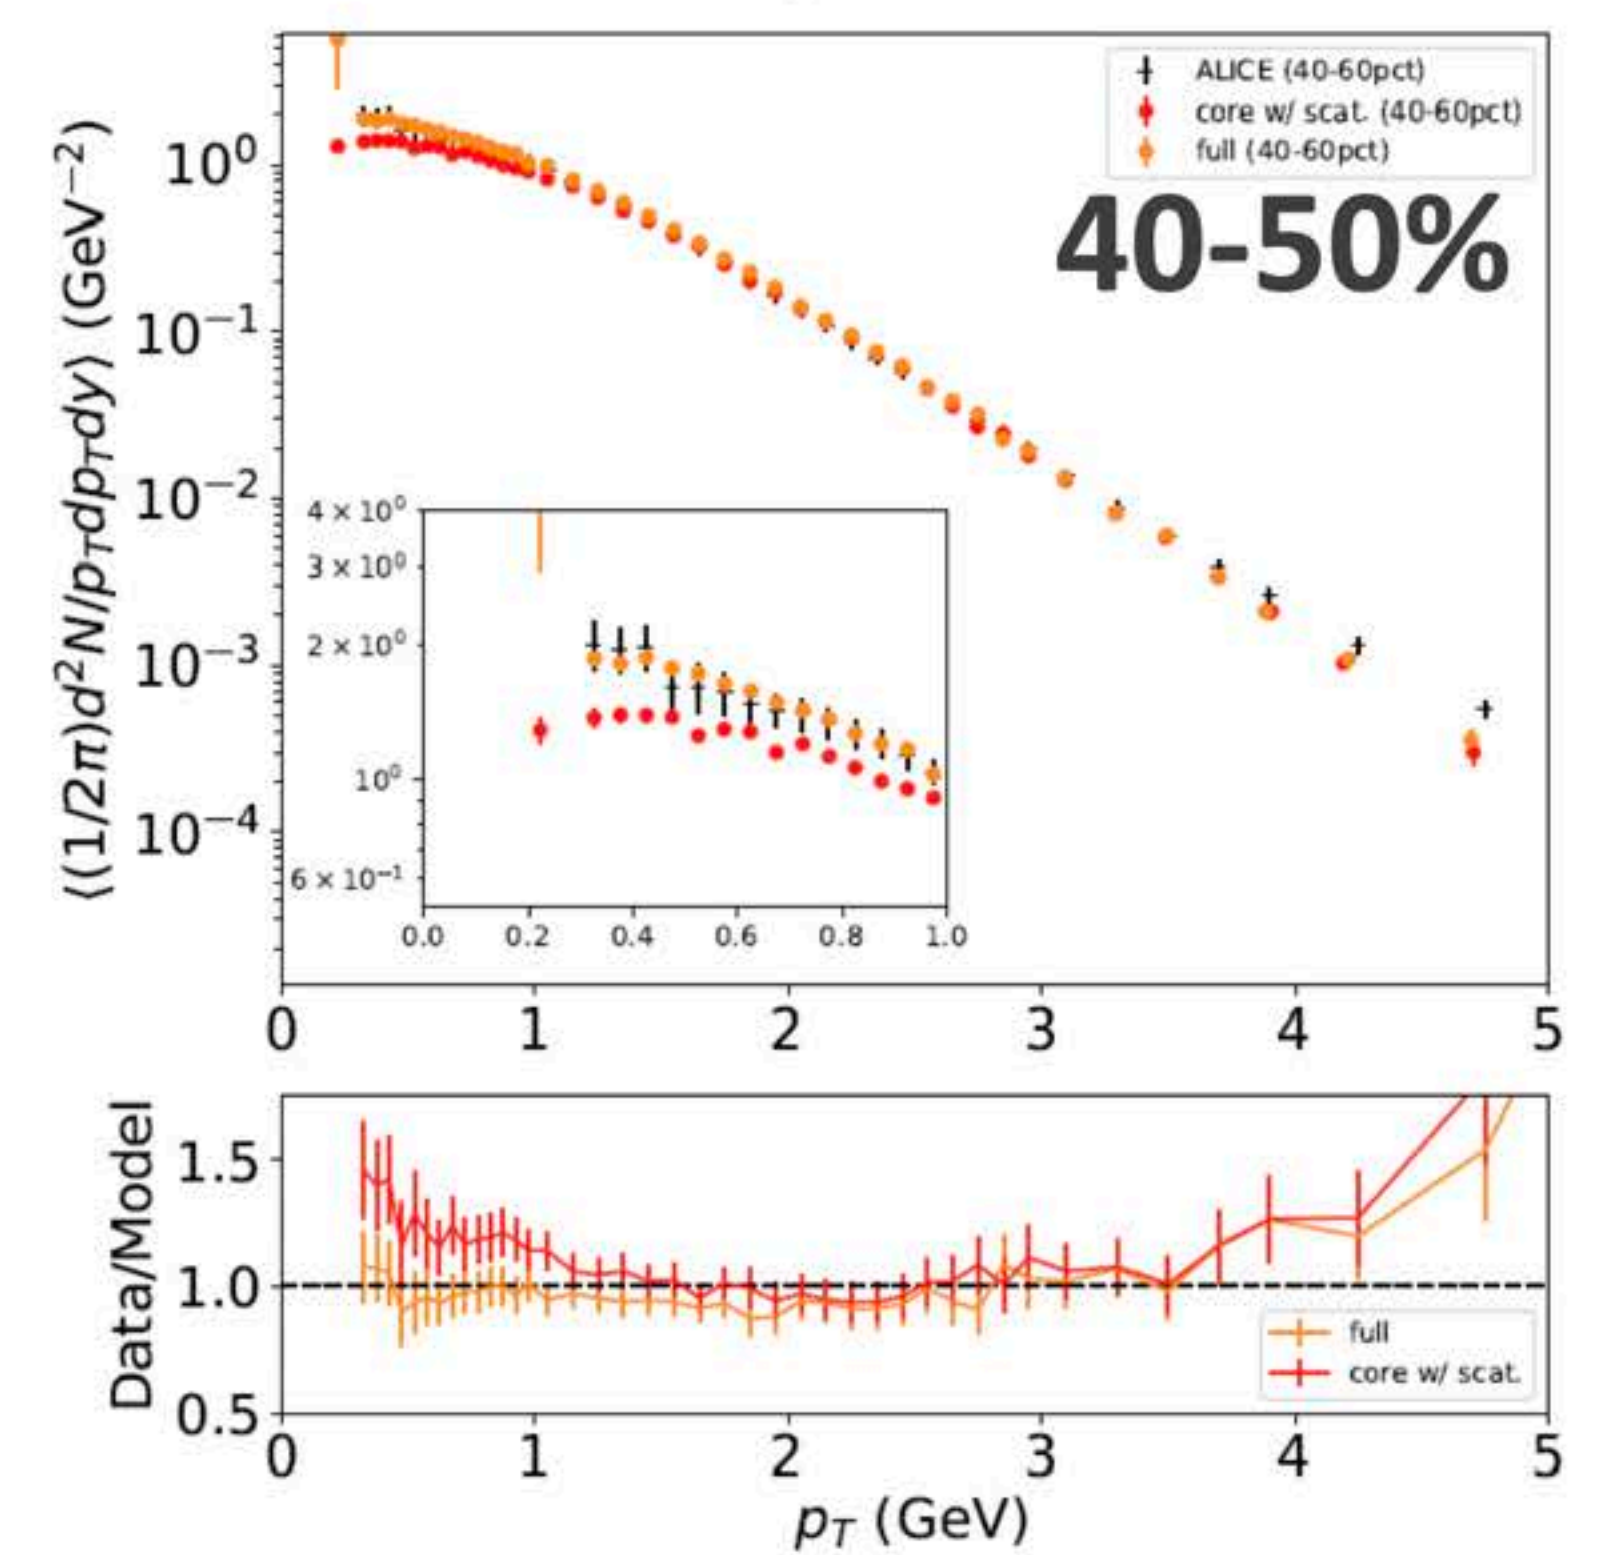 ALICE (40-60pct)
core w/ scat. (40-60pct)
full (40-60pct)
40-50%
⟨(1/2π)d²N/p_T dp_T dy⟩ (GeV⁻²)
10⁰
10⁻¹
10⁻²
10⁻³
10⁻⁴
4 × 10⁰
3 × 10⁰
2 × 10⁰
10⁰
6 × 10⁻¹
0.0 0.2 0.4 0.6 0.8 1.0
0 1 2 3 4 5
Data/Model
1.5
1.0
0.5
full
core w/ scat.
0 1 2 3 4 5
p_T (GeV)